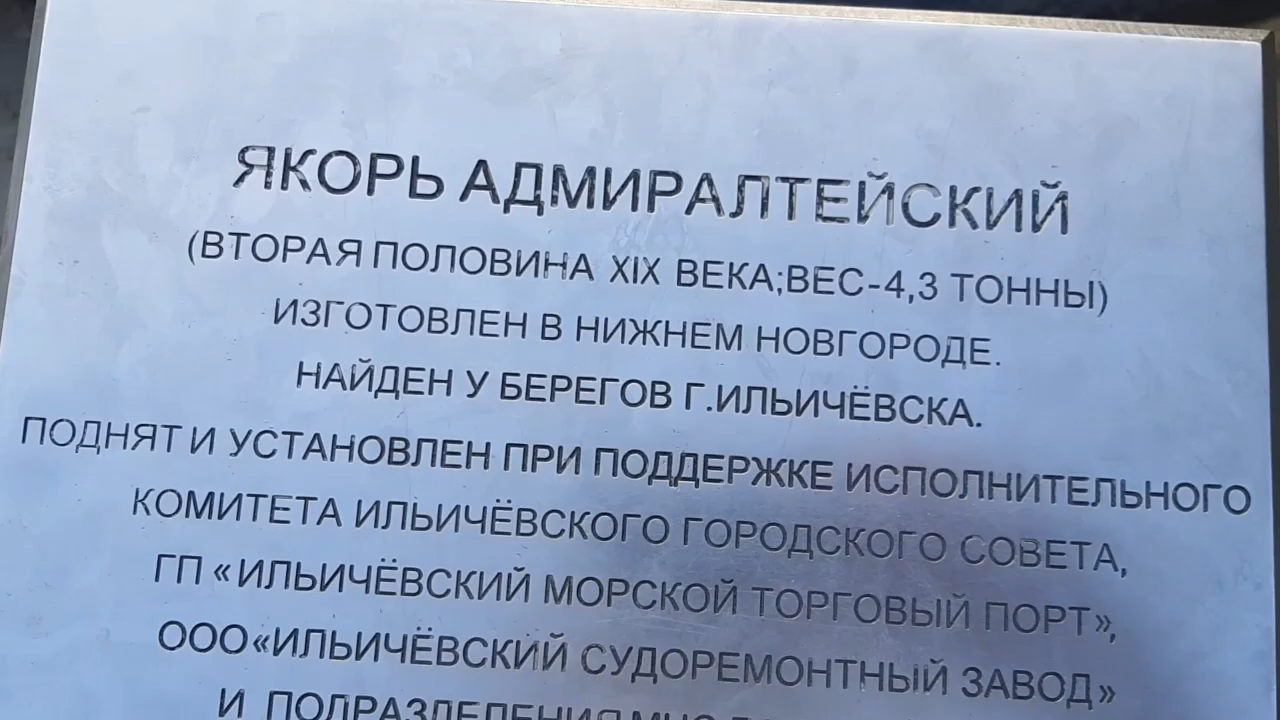 ЯКОРЬ АДМИРАЛТЕЙСКИЙ
(ВТОРАЯ ПОЛОВИНА XIX ВЕКА;ВЕС-4,3 ТОННЫ)
ИЗГОТОВЛЕН В НИЖНЕМ НОВГОРОДЕ.
НАЙДЕН У БЕРЕГОВ Г.ИЛЬИЧЁВСКА.
ПОДНЯТ И УСТАНОВЛЕН ПРИ ПОДДЕРЖКЕ ИСПОЛНИТЕЛЬНОГО
КОМИТЕТА ИЛЬИЧЁВСКОГО ГОРОДСКОГО СОВЕТА,
ГП «ИЛЬИЧЁВСКИЙ МОРСКОЙ ТОРГОВЫЙ ПОРТ»,
ООО«ИЛЬИЧЁВСКИЙ СУДОРЕМОНТНЫЙ ЗАВОД»
И ПОДРАЗДЕЛЕНИЯ